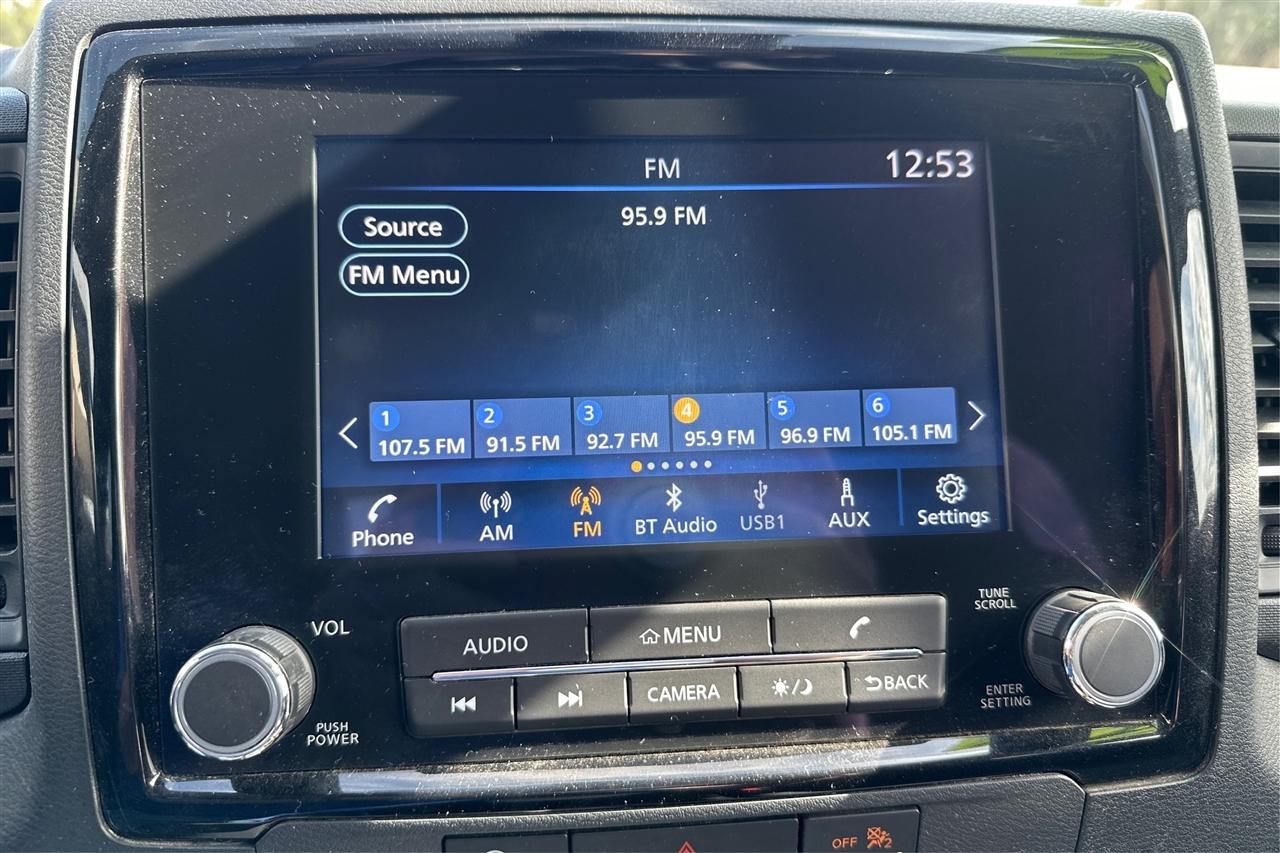 FM
12:53
95.9 FM
Source
FM Menu
1
2
3
4
5
6
107.5 FM
91.5 FM
92.7 FM
95.9 FM
96.9 FM
105.1 FM
Phone
AM
FM
BT Audio
USB1
AUX
Settings
VOL
PUSH
POWER
AUDIO
MENU
CAMERA
BACK
TUNE
SCROLL
ENTER
SETTING
OFF
2